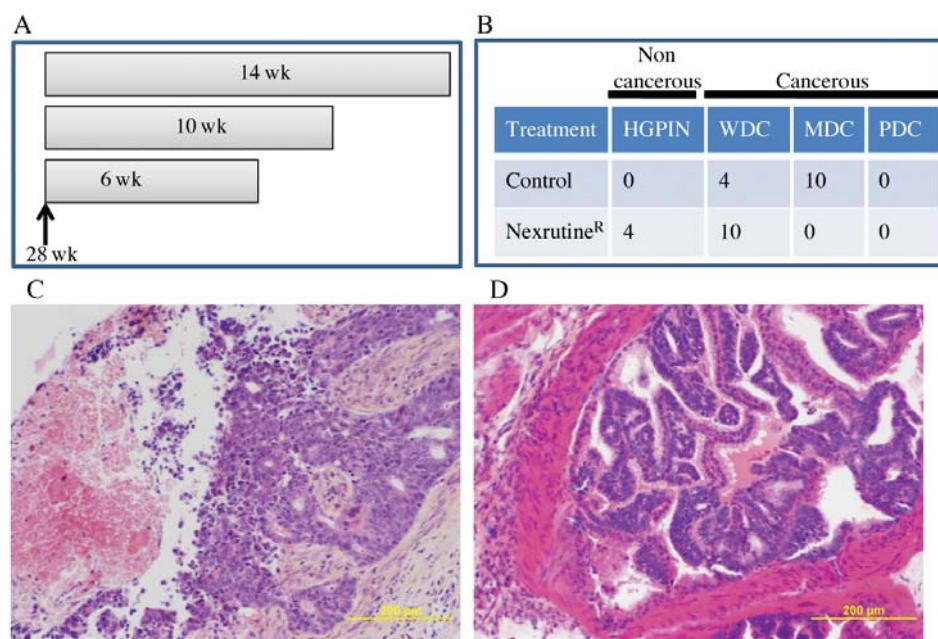 A
14 wk
10 wk
6 wk
28 wk
B
Non
cancerous
Cancerous
Treatment HGPIN WDC MDC PDC
Control 0 4 10 0
Nexrutineᴿ 4 10 0 0
C
200 µm
D
200 µm